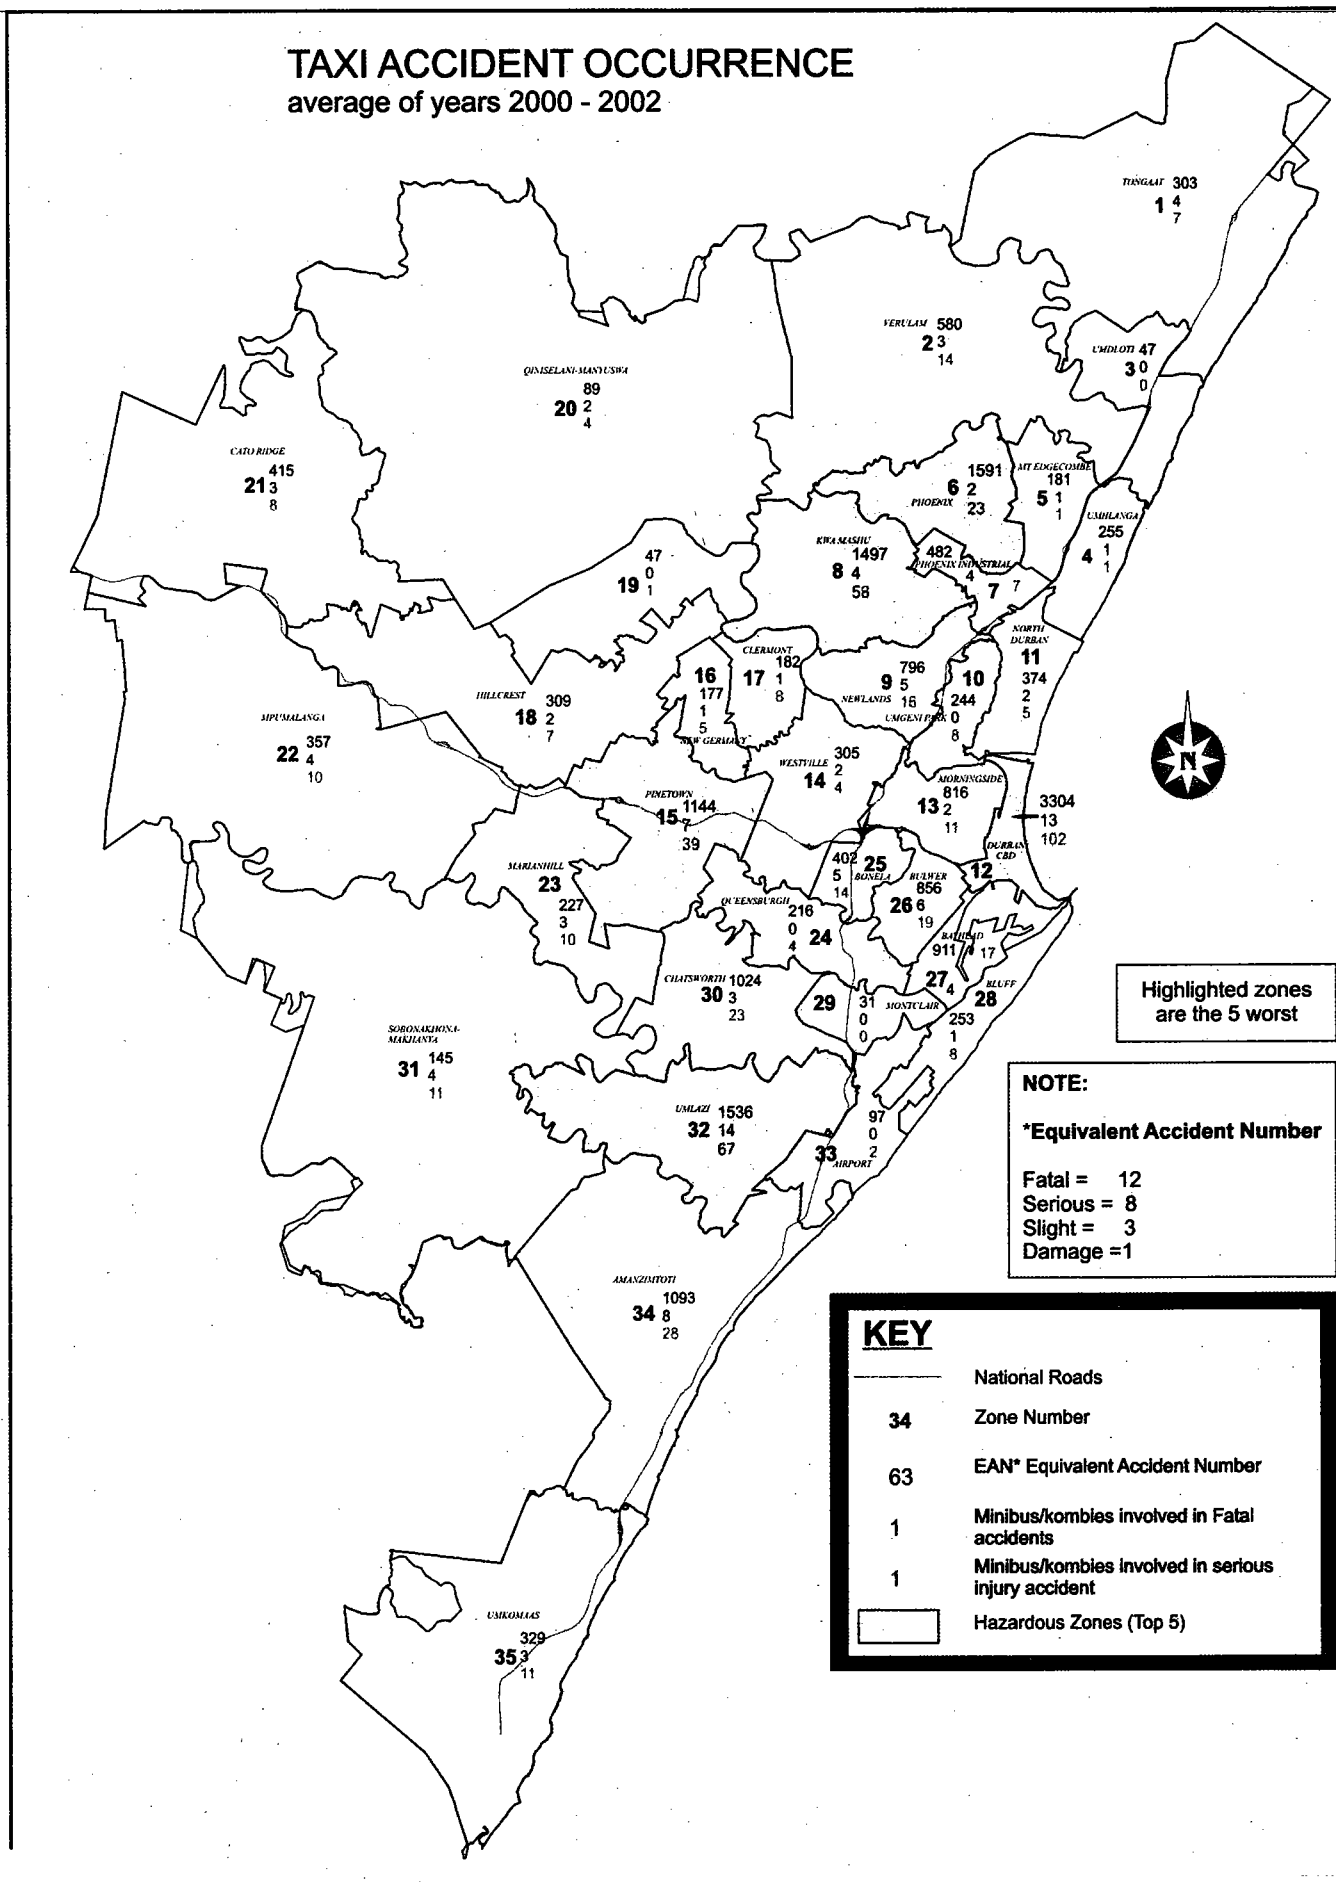 TAXI ACCIDENT OCCURRENCE
average of years 2000 - 2002
TONGAAT 303
1 4
7
VERULAM 580
2 3
14
UMDLOTI 47
3 0
0
QINISELANI-MANYUSWA
89
20 2
4
CATO RIDGE
415
21 3
8
1591
6 2
PHOENIX 23
MT EDGECOMBE
181
5 1
1
UMHLANGA
255
4 1
1
KWA MASHU
1497
8 4
58
482
PHOENIX INDUSTRIAL
4
7 7
47
0
19 1
NORTH
DURBAN
11
374
2
5
CLERMONT
182
17 1
8
16
177
1
5
NEW GERMANY
796
9 5
NEWLANDS 16
10
UMGENI PARK 244
0
8
HILLCREST 309
18 2
7
MPUMALANGA
357
22 4
10
WESTVILLE 305
14 2
4
MORNINGSIDE
816
13 2
11
3304
13
102
DURBAN
CBD
12
PINETOWN 1144
15 7
39
N
402
5
14
25
BONELA
BULWER
856
26 6
19
MARIANHILL
23
227
3
10
QUEENSBURGH
216
0 24
4
BAYHEAD
911 17
27 4
BLUFF
28
253
1
8
CHATSWORTH 1024
30 3
23
29
31
0
0
MONTCLAIR
SOBONAKHONA-
MAKHANYA
145
31 4
11
UMLAZI 1536
32 14
67
97
0
33 2
AIRPORT
AMANZIMTOTI
1093
34 8
28
UMKOMAAS
329
35 3
11
Highlighted zones
are the 5 worst
NOTE:
*Equivalent Accident Number
Fatal = 12
Serious = 8
Slight = 3
Damage =1
KEY
National Roads
34 Zone Number
63 EAN* Equivalent Accident Number
1 Minibus/kombies involved in Fatal
accidents
1 Minibus/kombies involved in serious
injury accident
Hazardous Zones (Top 5)